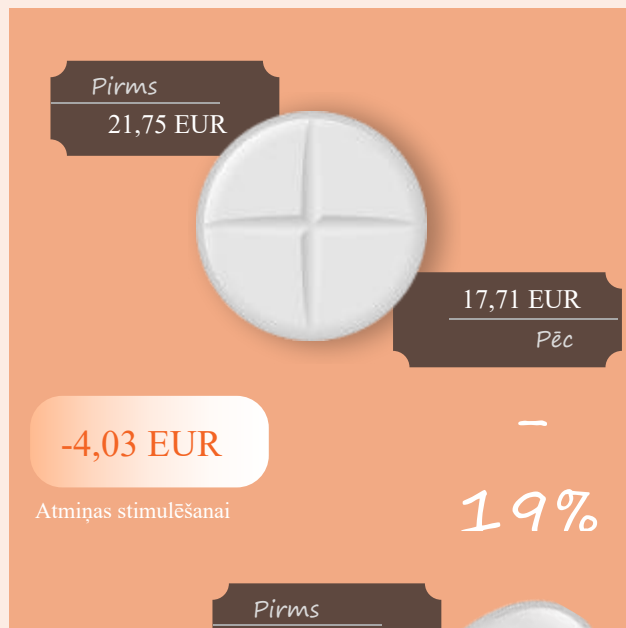 Pirms
21,75 EUR
17,71 EUR
Pēc
-4,03 EUR
Atmiņas stimulēšanai
-
19%
Pirms